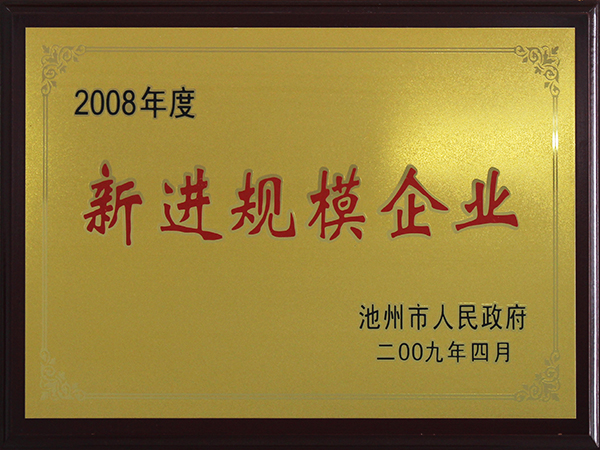 2008年度
新进规模企业
池州市人民政府
二00九年四月